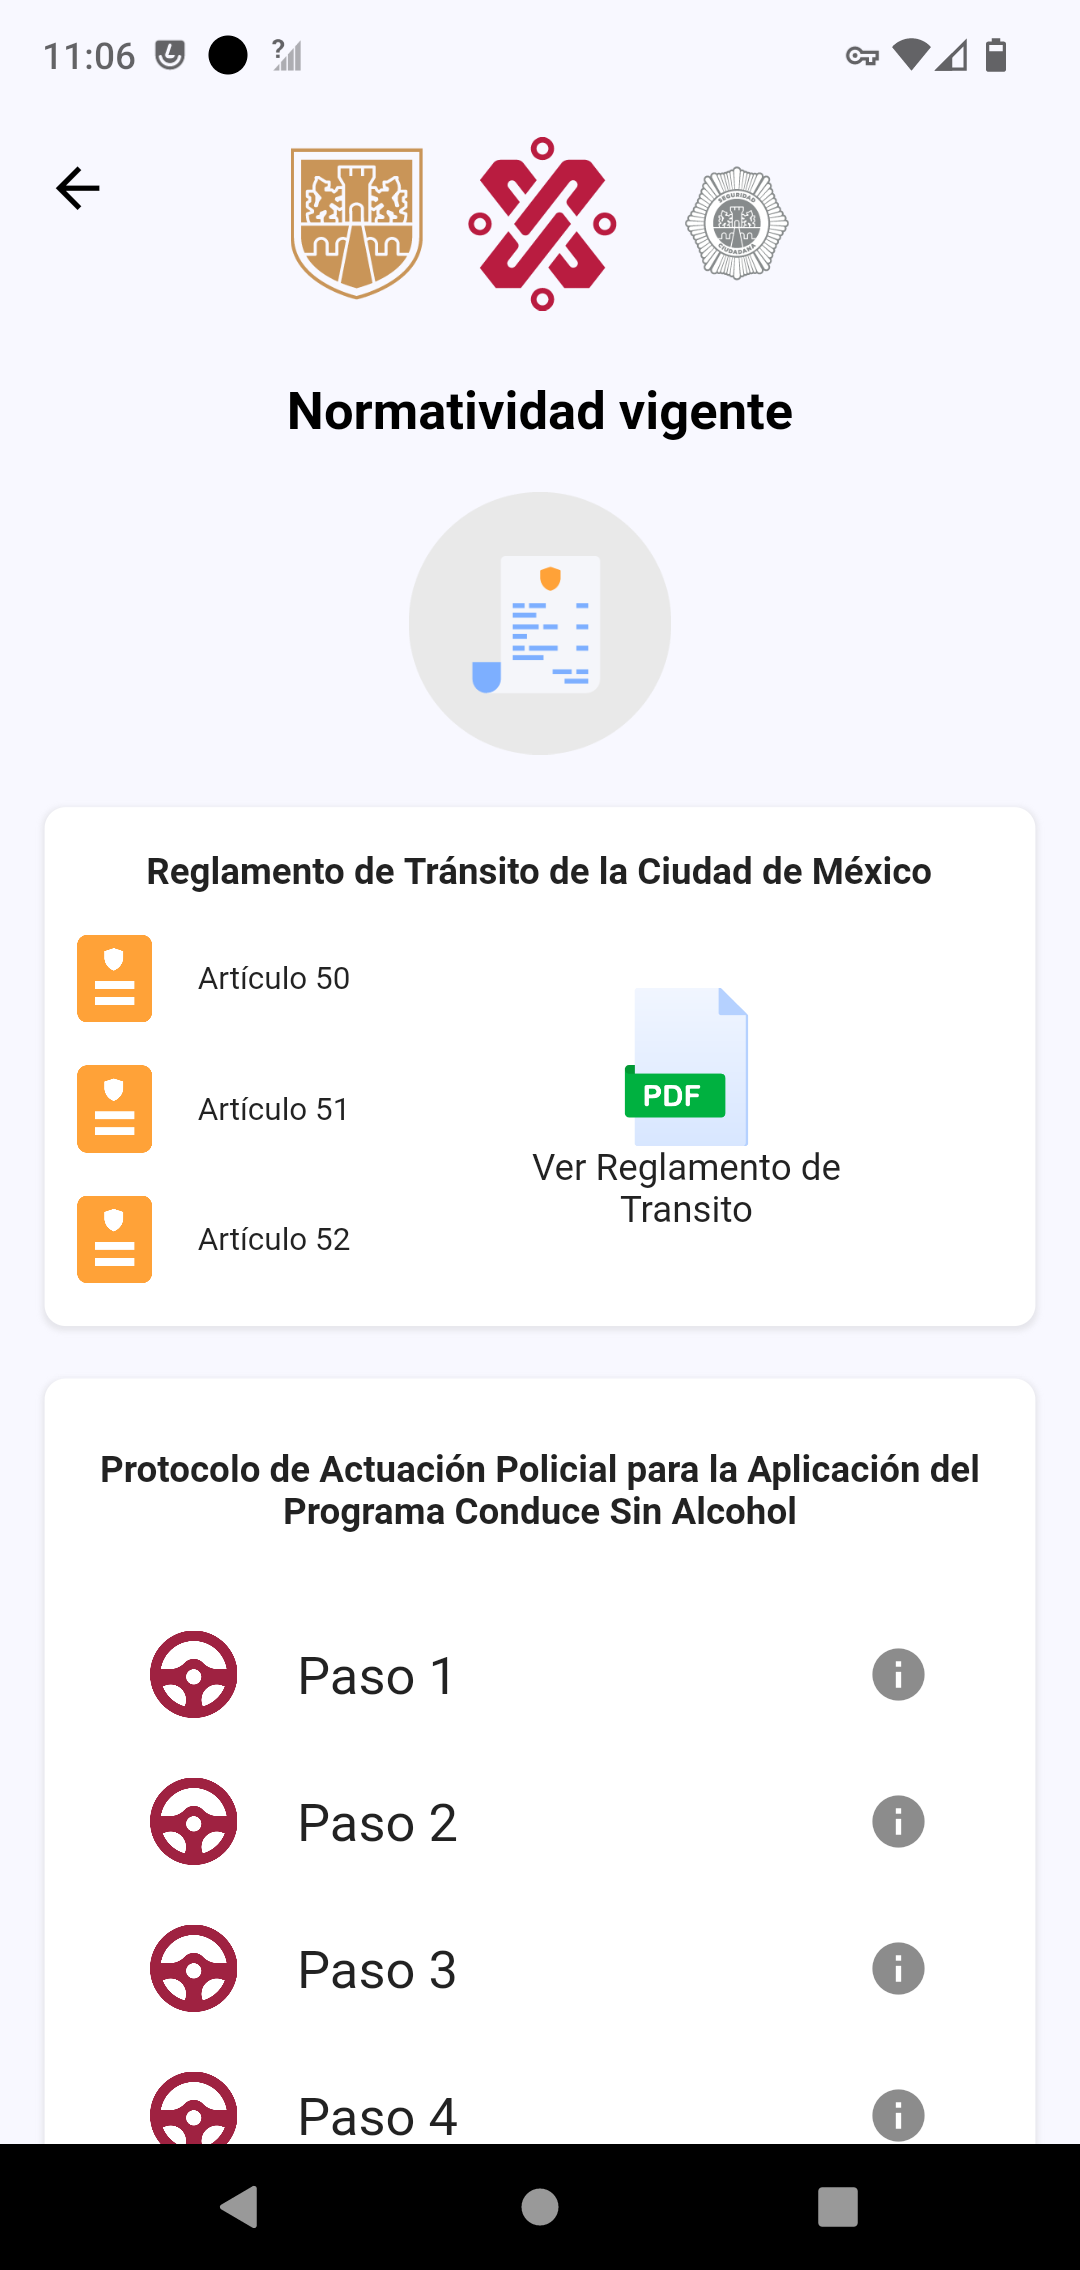 11:06
SEGURIDAD
CIUDADANA
Normatividad vigente
Reglamento de Tránsito de la Ciudad de México
Artículo 50
Artículo 51
Artículo 52
PDF
Ver Reglamento de
Transito
Protocolo de Actuación Policial para la Aplicación del
Programa Conduce Sin Alcohol
Paso 1
Paso 2
Paso 3
Paso 4